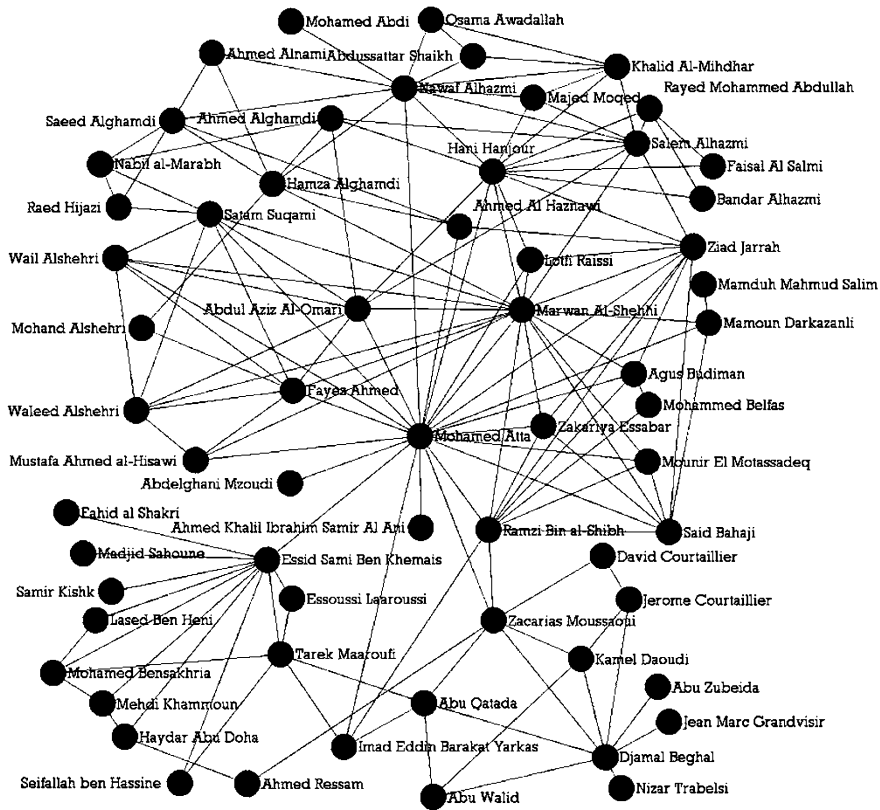 Mohamed Abdi
Osama Awadallah
Ahmed Alnami
Abdussattar Shaikh
Khalid Al-Mihdhar
Nawaf Alhazmi
Majed Moqed
Rayed Mohammed Abdullah
Saeed Alghamdi
Ahmed Alghamdi
Hani Hanjour
Salem Alhazmi
Nabil al-Marabh
Hamza Alghamdi
Faisal Al Salmi
Raed Hijazi
Satam Suqami
Ahmed Al Haznawi
Bandar Alhazmi
Wail Alshehri
Lotfi Raissi
Ziad Jarrah
Mamduh Mahmud Salim
Mohand Alshehri
Abdul Aziz Al-Omari
Marwan Al-Shehhi
Mamoun Darkazanli
Fayez Ahmed
Agus Budiman
Waleed Alshehri
Mohammed Belfas
Mohamed Atta
Zakariya Essabar
Mustafa Ahmed al-Hisawi
Mounir El Motassadeq
Abdelghani Mzoudi
Fahid al Shakri
Ahmed Khalil Ibrahim Samir Al Ani
Ramzi Bin al-Shibh
Said Bahaji
Madjid Sahoune
Essid Sami Ben Khemais
David Courtaillier
Samir Kishk
Essoussi Laaroussi
Jerome Courtaillier
Lased Ben Heni
Zacarias Moussaoui
Tarek Maaroufi
Kamel Daoudi
Mohamed Bensakhria
Abu Zubeida
Mehdi Khammoun
Abu Qatada
Jean Marc Grandvisir
Haydar Abu Doha
Imad Eddin Barakat Yarkas
Djamal Beghal
Seifallah ben Hassine
Ahmed Ressam
Abu Walid
Nizar Trabelsi